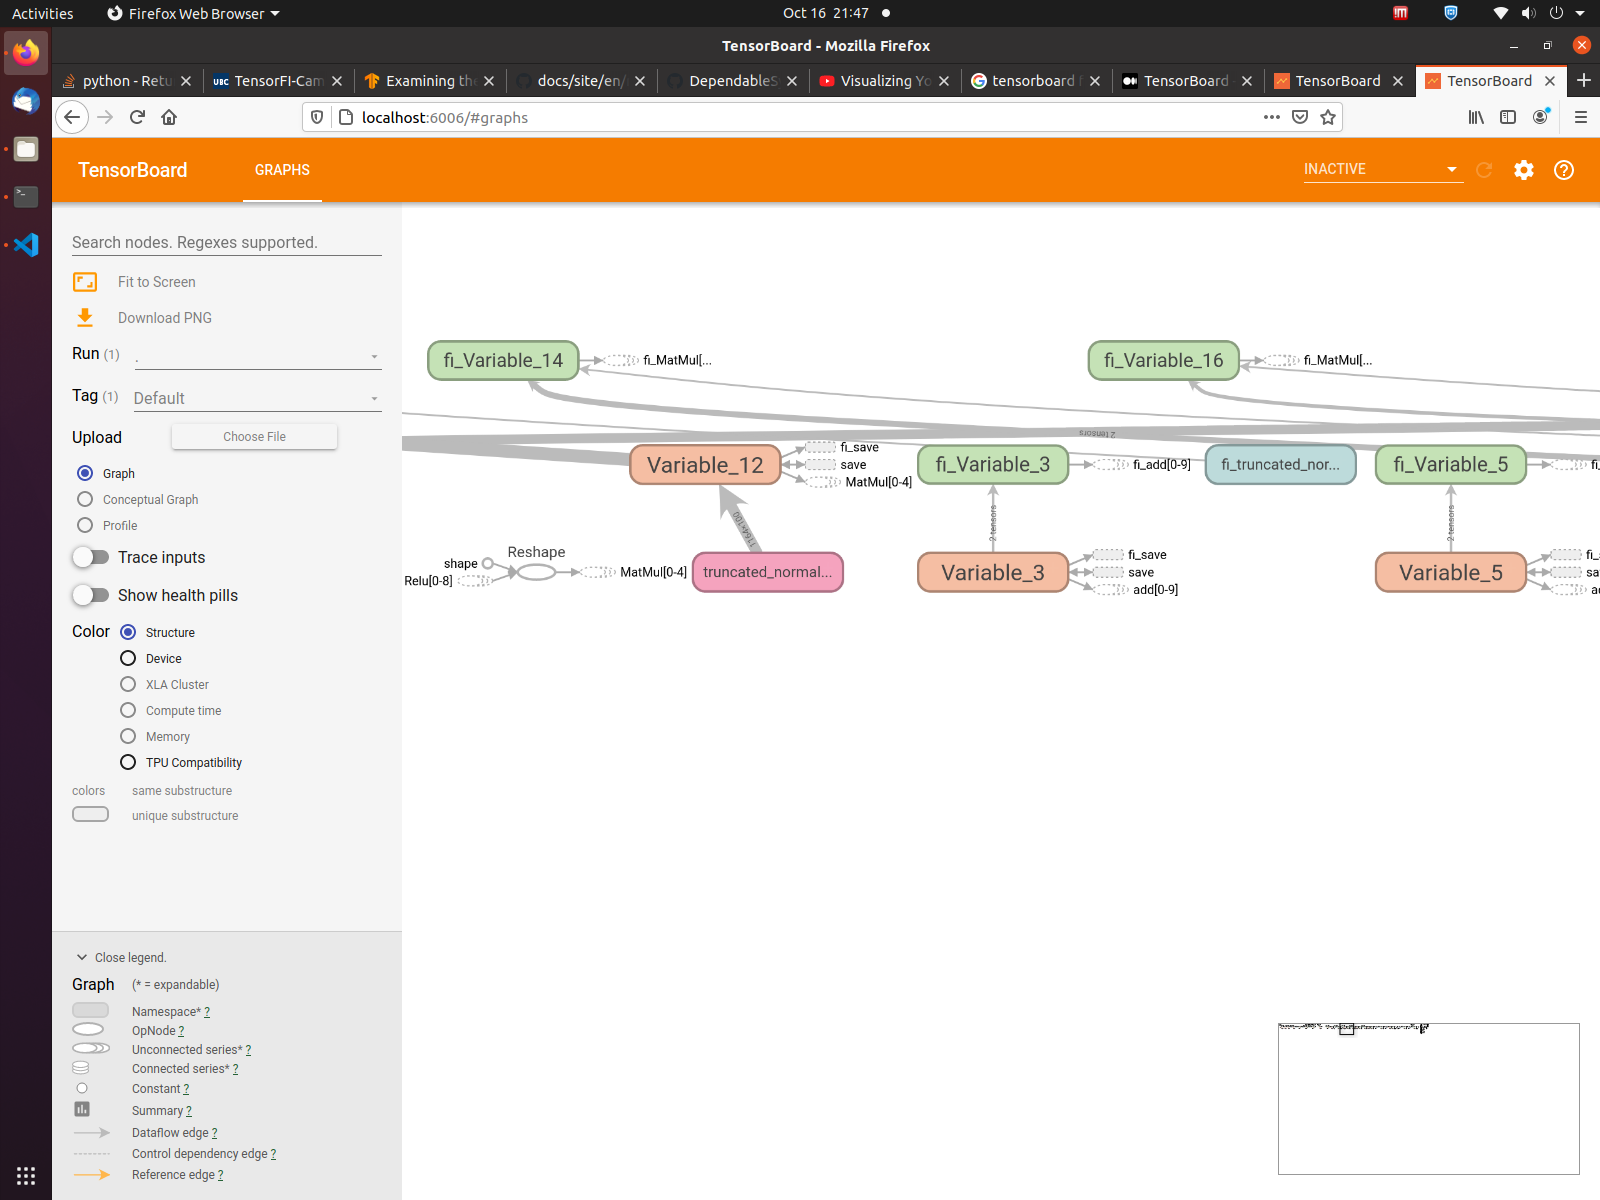 Activities
Firefox Web Browser
Oct 16 21:47
TensorBoard - Mozilla Firefox
python - Retu
UBC TensorFI-Cam
Examining the
docs/site/en/
DependableS
Visualizing Yo
tensorboard
TensorBoard
TensorBoard
TensorBoard
localhost:6006/#graphs
TensorBoard
GRAPHS
INACTIVE
Search nodes. Regexes supported.
Fit to Screen
Download PNG
Run (1)
.
Tag (1)
Default
Upload
Choose File
Graph
Conceptual Graph
Profile
Trace inputs
Show health pills
Color
Structure
Device
XLA Cluster
Compute time
Memory
TPU Compatibility
colors
same substructure
unique substructure
Close legend.
Graph
(* = expandable)
Namespace* ?
OpNode ?
Unconnected series* ?
Connected series* ?
Constant ?
Summary ?
Dataflow edge ?
Control dependency edge ?
Reference edge ?
fi_Variable_14
fi_MatMul[...
fi_Variable_16
fi_MatMul[...
2 tensors
Variable_12
fi_save
save
MatMul[0-4]
fi_Variable_3
fi_add[0-9]
fi_truncated_nor...
fi_Variable_5
1164x100
2 tensors
2 tensors
shape
Relu[0-8]
Reshape
MatMul[0-4]
truncated_normal...
Variable_3
fi_save
save
add[0-9]
Variable_5